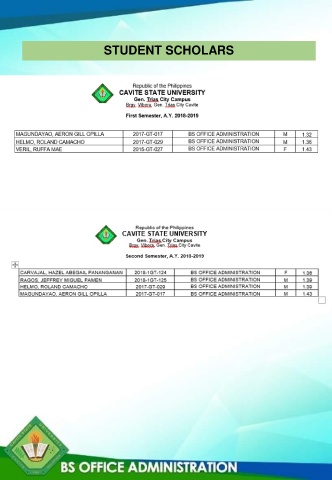 STUDENT SCHOLARS
Republic of the Philippines
CAVITE STATE UNIVERSITY
Gen. Trias City Campus
Brgy. Vibora, Gen. Trias City Cavite
First Semester, A.Y. 2018-2019
MAGUNDAYAO, AERON GILL OPILLA 2017-GT-017 BS OFFICE ADMINISTRATION M 1.32
HELMO, ROLAND CAMACHO 2017-GT-029 BS OFFICE ADMINISTRATION M 1.36
VERIL, RUFFA MAE 2016-GT-027 BS OFFICE ADMINISTRATION F 1.43
Republic of the Philippines
CAVITE STATE UNIVERSITY
Gen. Trias City Campus
Brgy. Vibora, Gen. Trias City Cavite
Second Semester, A.Y. 2018-2019
CARVAJAL, HAZEL ABEGAIL PANANGANAN 2018-1GT-124 BS OFFICE ADMINISTRATION F
RAGOS, JEFFREY MIGUEL PAMEN 2018-1GT-125 BS OFFICE ADMINISTRATION M 1.39
HELMO, ROLAND CAMACHO 2017-GT-029 BS OFFICE ADMINISTRATION M 1.39
MAGUNDAYAO, AERON GILL OPILLA 2017-GT-017 BS OFFICE ADMINISTRATION M 1.43
BS OFFICE ADMINISTRATION